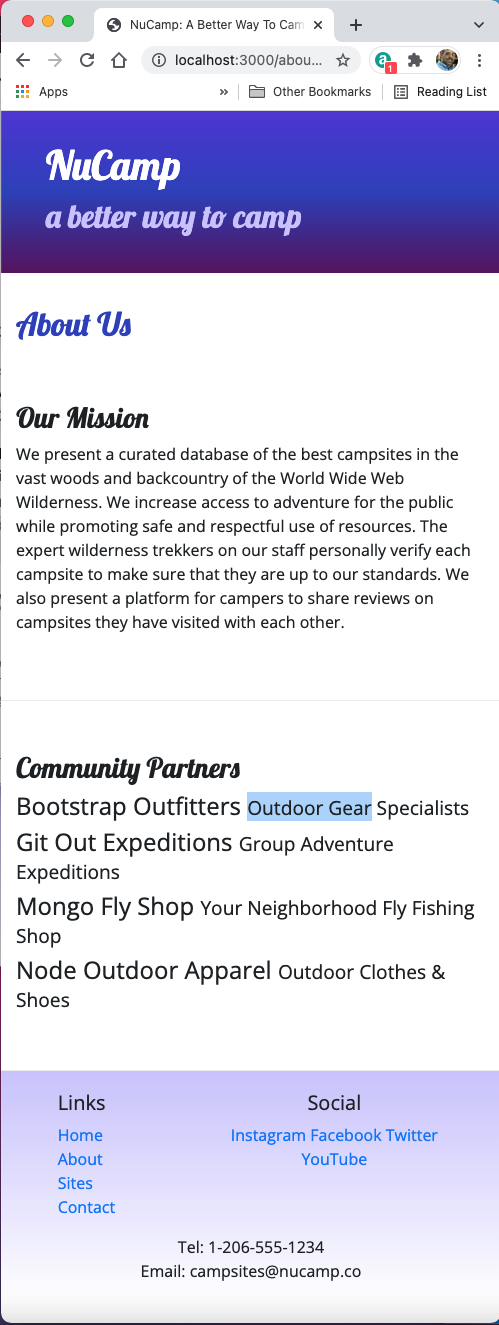 NuCamp: A Better Way To Cam
localhost:3000/abou...
1
Apps
»
Other Bookmarks
Reading List
NuCamp
a better way to camp
About Us
Our Mission
We present a curated database of the best campsites in the
vast woods and backcountry of the World Wide Web
Wilderness. We increase access to adventure for the public
while promoting safe and respectful use of resources. The
expert wilderness trekkers on our staff personally verify each
campsite to make sure that they are up to our standards. We
also present a platform for campers to share reviews on
campsites they have visited with each other.
Community Partners
Bootstrap Outfitters Outdoor Gear Specialists
Git Out Expeditions Group Adventure
Expeditions
Mongo Fly Shop Your Neighborhood Fly Fishing
Shop
Node Outdoor Apparel Outdoor Clothes &
Shoes
Links
Home
About
Sites
Contact
Social
Instagram Facebook Twitter
YouTube
Tel: 1-206-555-1234
Email: campsites@nucamp.co